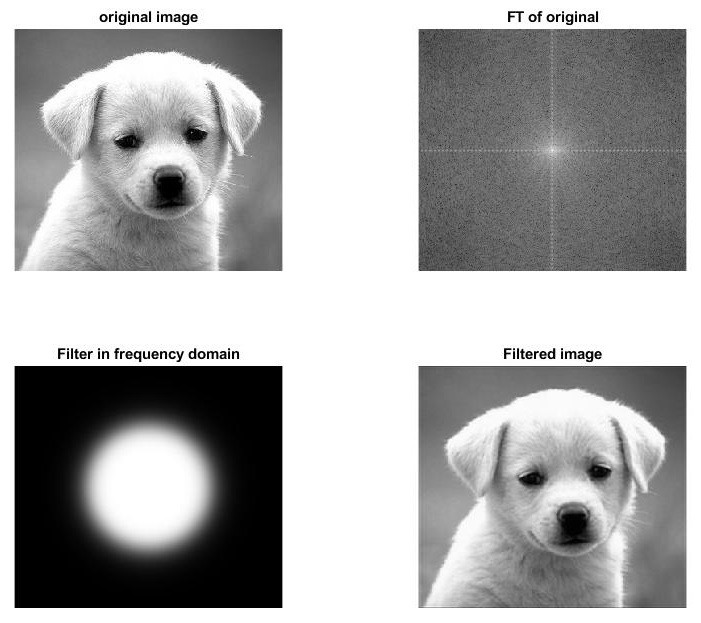 original image
FT of original
Filter in frequency domain
Filtered image